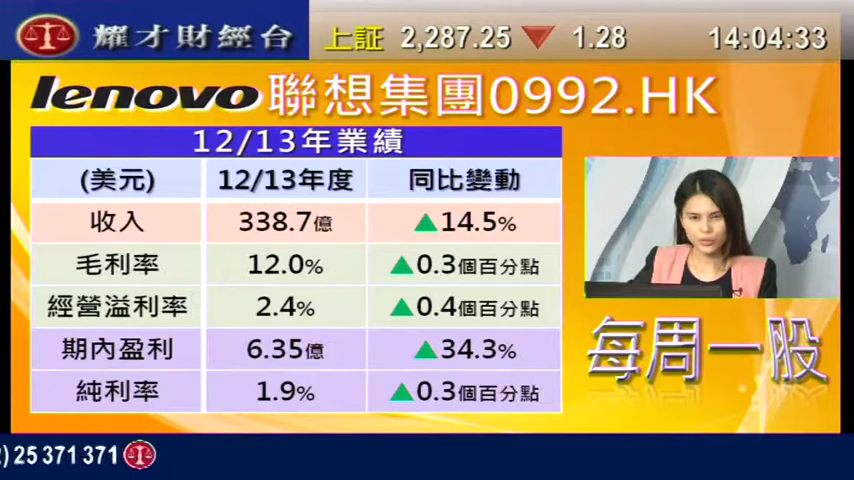 耀才財經台
上証 2,287.25 ▼ 1.28 14:04:33
lenovo 聯想集團0992.HK
12/13年業績
(美元) 12/13年度 同比變動
收入 338.7億 ▲14.5%
毛利率 12.0% ▲0.3個百分點
經營溢利率 2.4% ▲0.4個百分點
期內盈利 6.35億 ▲34.3%
純利率 1.9% ▲0.3個百分點
每周一股
) 25 371 371